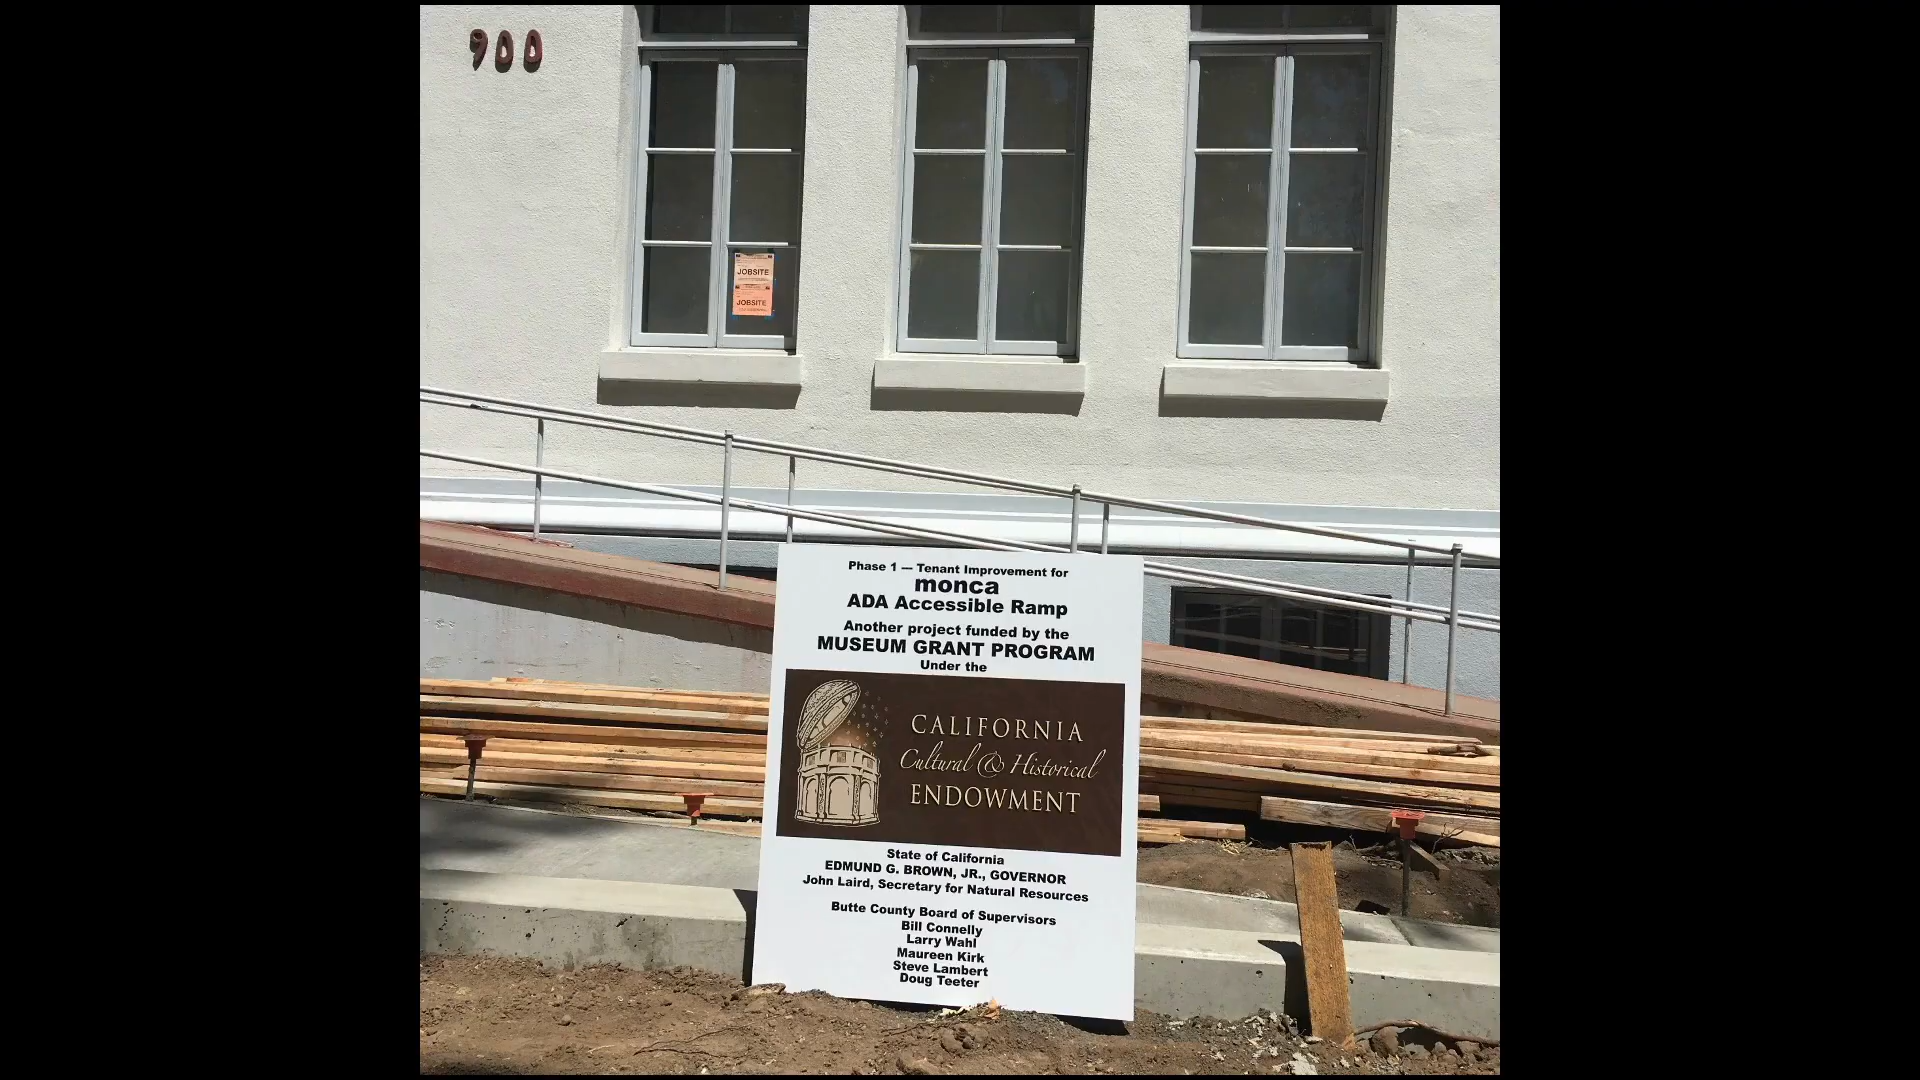 900
JOBSITE
JOBSITE
Phase 1 — Tenant Improvement for
monca
ADA Accessible Ramp
Another project funded by the
MUSEUM GRANT PROGRAM
Under the
CALIFORNIA
Cultural & Historical
ENDOWMENT
State of California
EDMUND G. BROWN, JR., GOVERNOR
John Laird, Secretary for Natural Resources
Butte County Board of Supervisors
Bill Connelly
Larry Wahl
Maureen Kirk
Steve Lambert
Doug Teeter